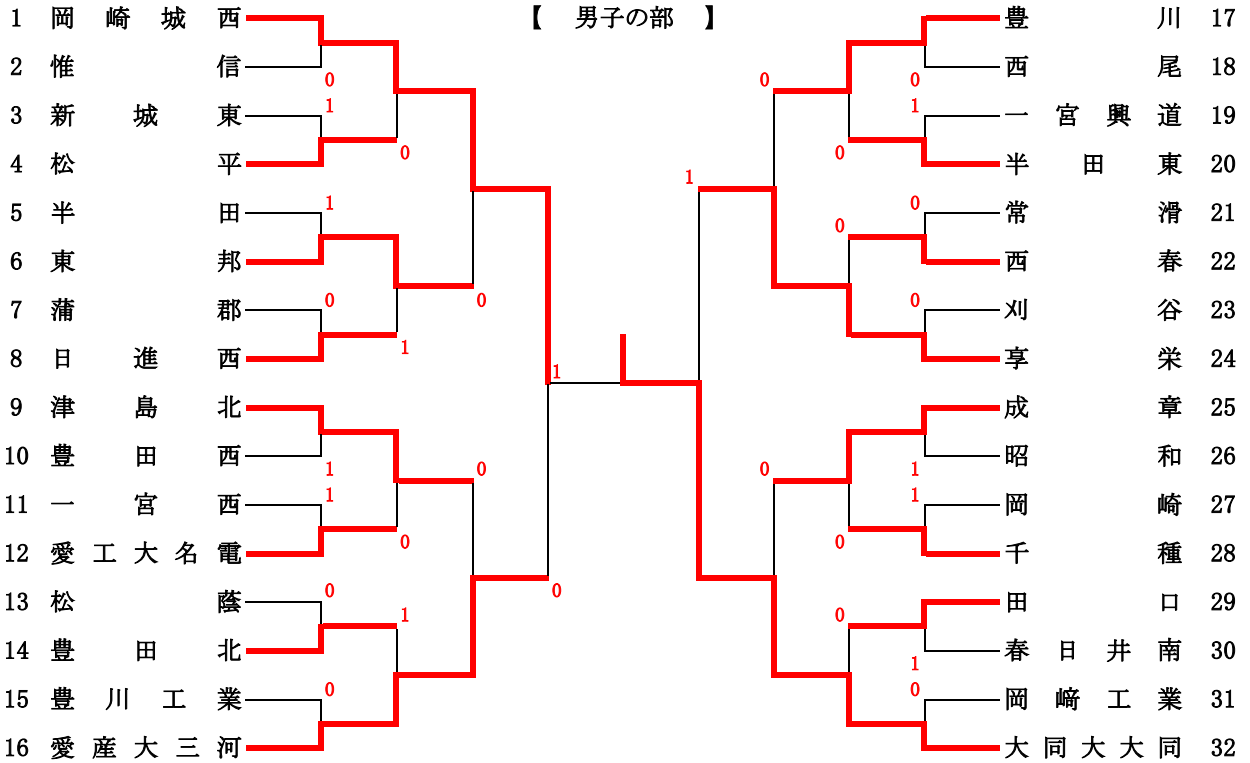 【 男子の部 】
1 岡崎城西
2 惟信
0
3 新城東
1
4 松平
0
5 半田
1
6 東邦
7 蒲郡
0
0
8 日進西
1
1
9 津島北
10 豊田西
1
0
11 一宮西
1
12 愛工大名電
0
13 松蔭
0
0
14 豊田北
1
15 豊川工業
0
16 愛産大三河
豊川 17
西尾 18
0
0
一宮興道 19
1
半田東 20
0
1
常滑 21
0
0
西春 22
刈谷 23
0
享栄 24
成章 25
昭和 26
1
0
岡崎 27
1
千種 28
0
田口 29
0
春日井南 30
1
岡﨑工業 31
0
大同大大同 32